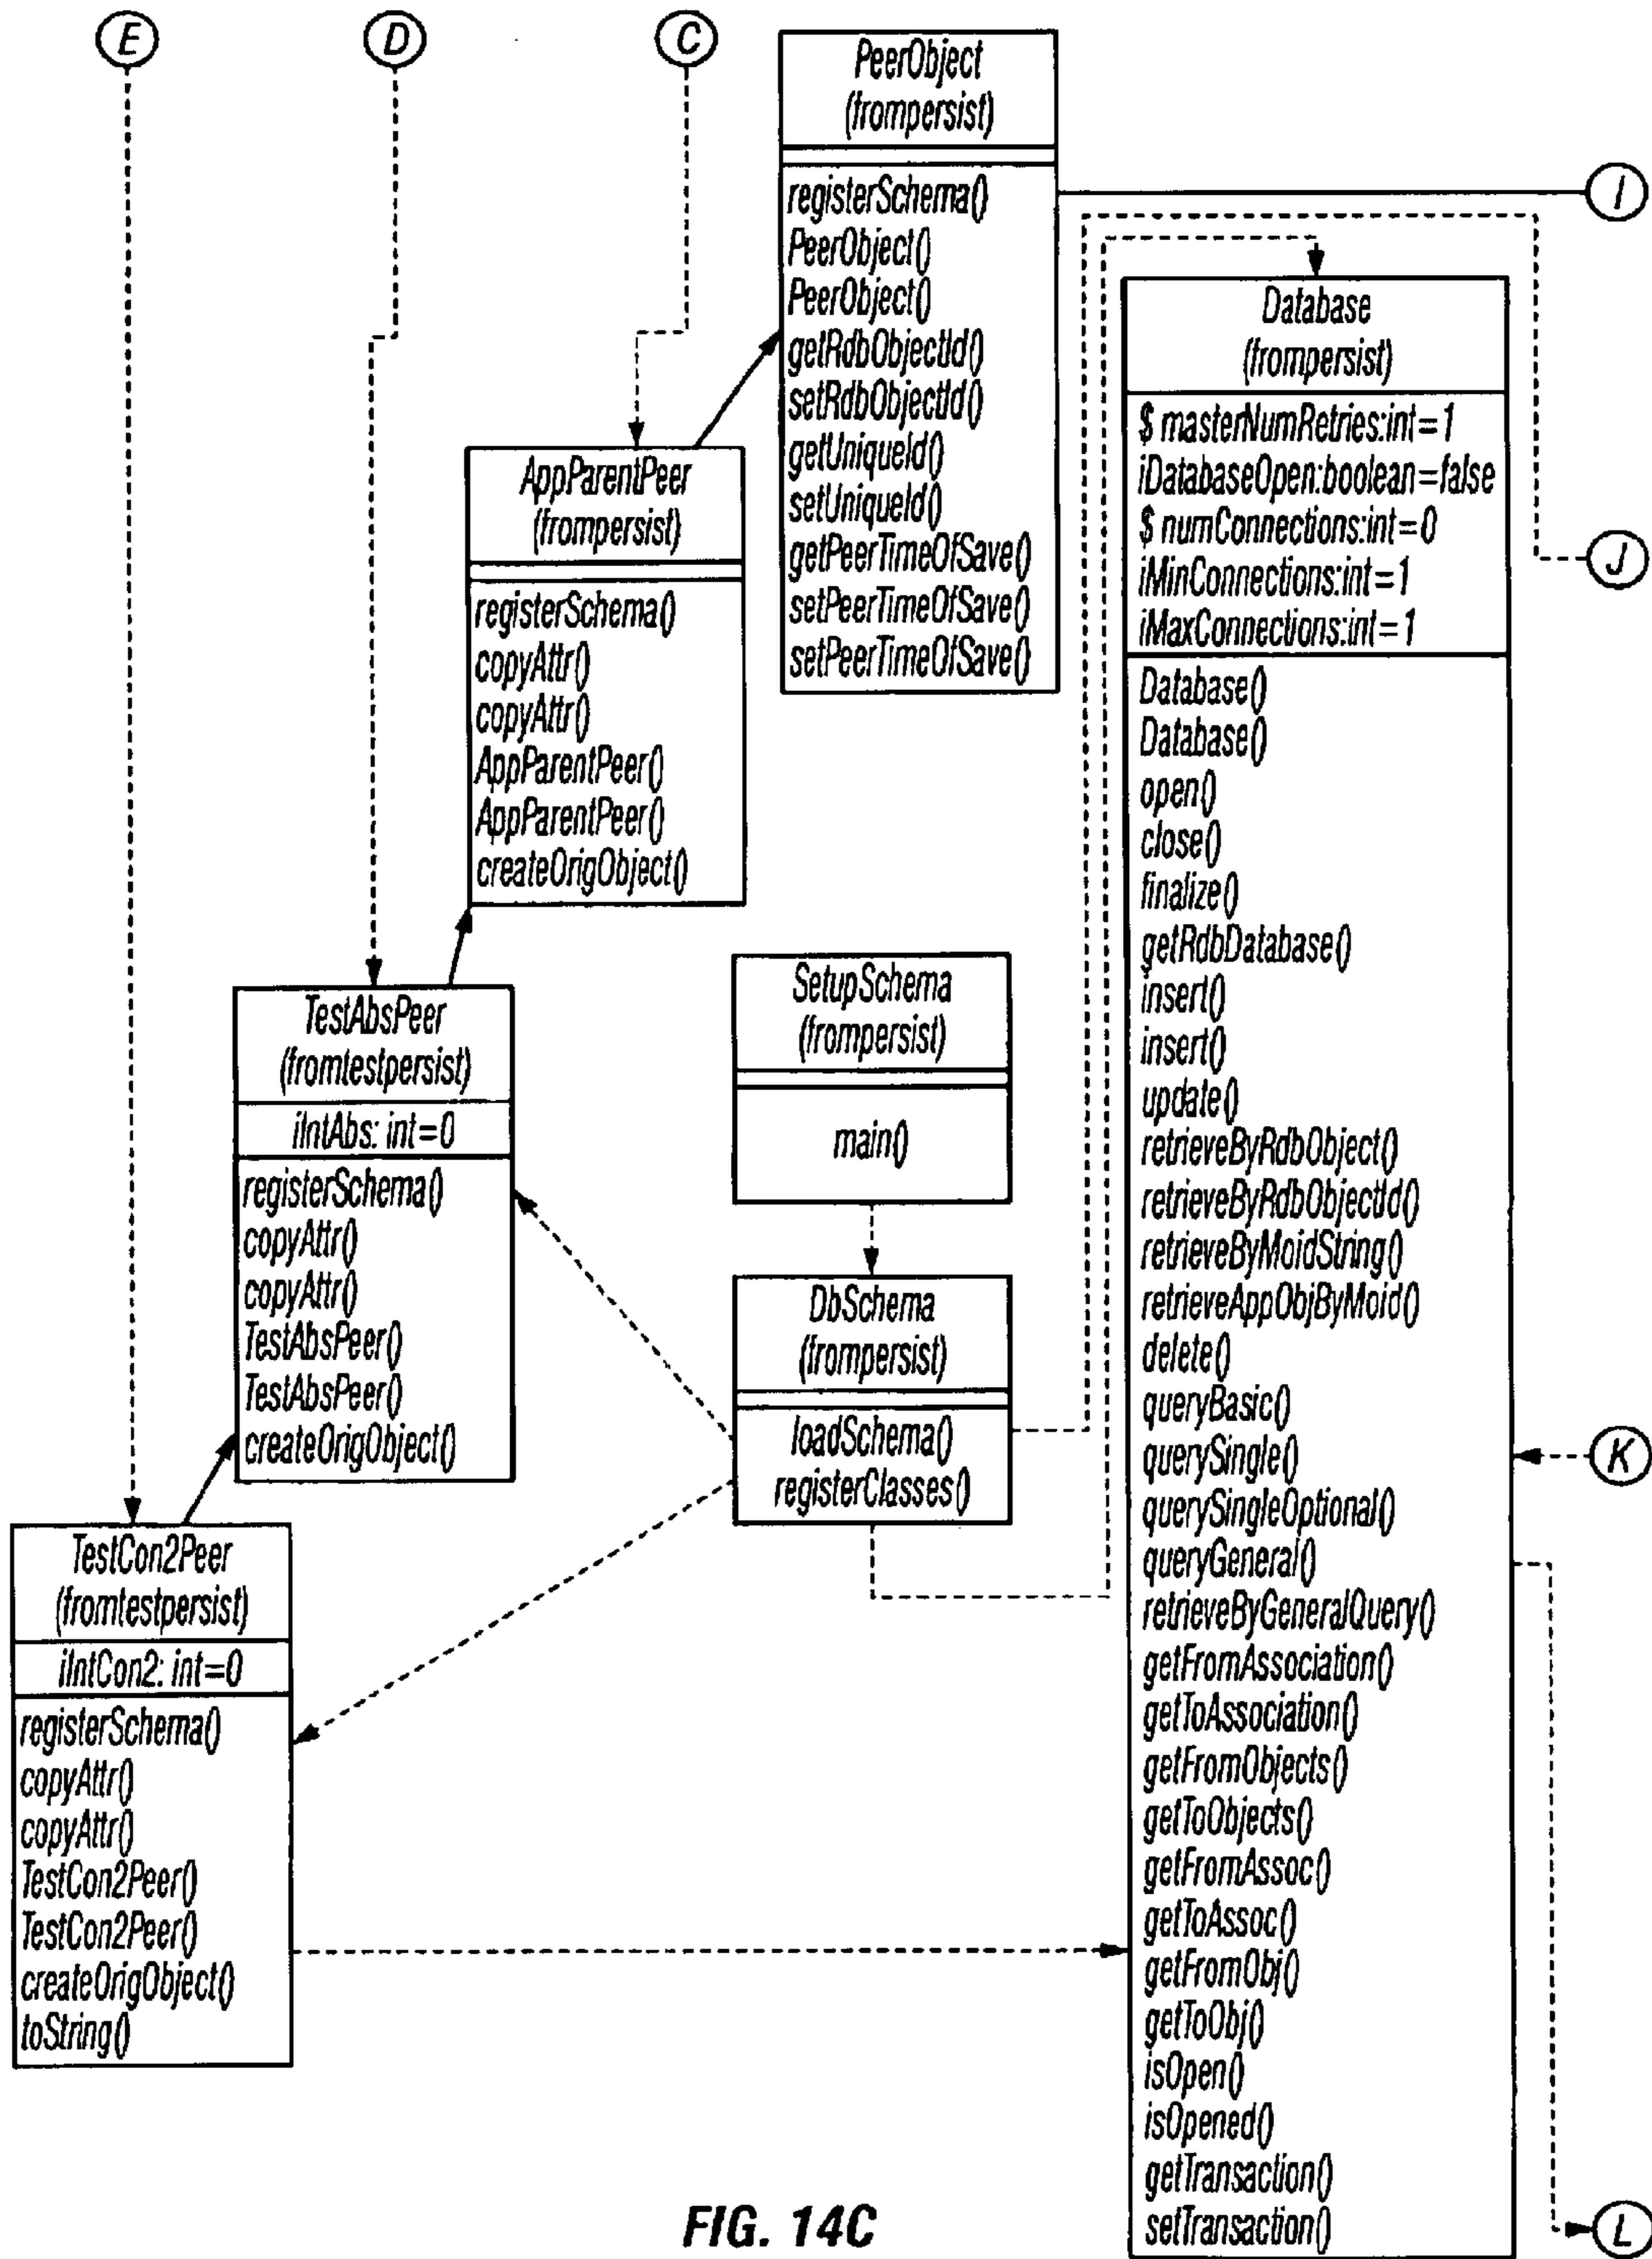 E
D
C
PeerObject
(frompersist)
registerSchema()
PeerObject()
PeerObject()
getRdbObjectId()
setRdbObjectId()
getUniqueId()
setUniqueId()
getPeerTimeOfSave()
setPeerTimeOfSave()
setPeerTimeOfSave()
I
J
AppParentPeer
(frompersist)
registerSchema()
copyAttr()
copyAttr()
AppParentPeer()
AppParentPeer()
createOrigObject()
Database
(frompersist)
$ masterNumRetries:int=1
iDatabaseOpen:boolean=false
$ numConnections:int=0
iMinConnections:int=1
iMaxConnections:int=1
Database()
Database()
open()
close()
finalize()
getRdbDatabase()
insert()
insert()
update()
retrieveByRdbObject()
retrieveByRdbObjectId()
retrieveByMoidString()
retrieveAppObjByMoid()
delete()
queryBasic()
querySingle()
querySingleOptional()
queryGeneral()
retrieveByGeneralQuery()
getFromAssociation()
getToAssociation()
getFromObjects()
getToObjects()
getFromAssoc()
getToAssoc()
getFromObj()
getToObj()
isOpen()
isOpened()
getTransaction()
setTransaction()
K
L
TestAbsPeer
(fromtestpersist)
iIntAbs: int=0
registerSchema()
copyAttr()
copyAttr()
TestAbsPeer()
TestAbsPeer()
createOrigObject()
SetupSchema
(frompersist)
main()
DbSchema
(frompersist)
loadSchema()
registerClasses()
TestCon2Peer
(fromtestpersist)
iIntCon2: int=0
registerSchema()
copyAttr()
copyAttr()
TestCon2Peer()
TestCon2Peer()
createOrigObject()
toString()
FIG. 14C